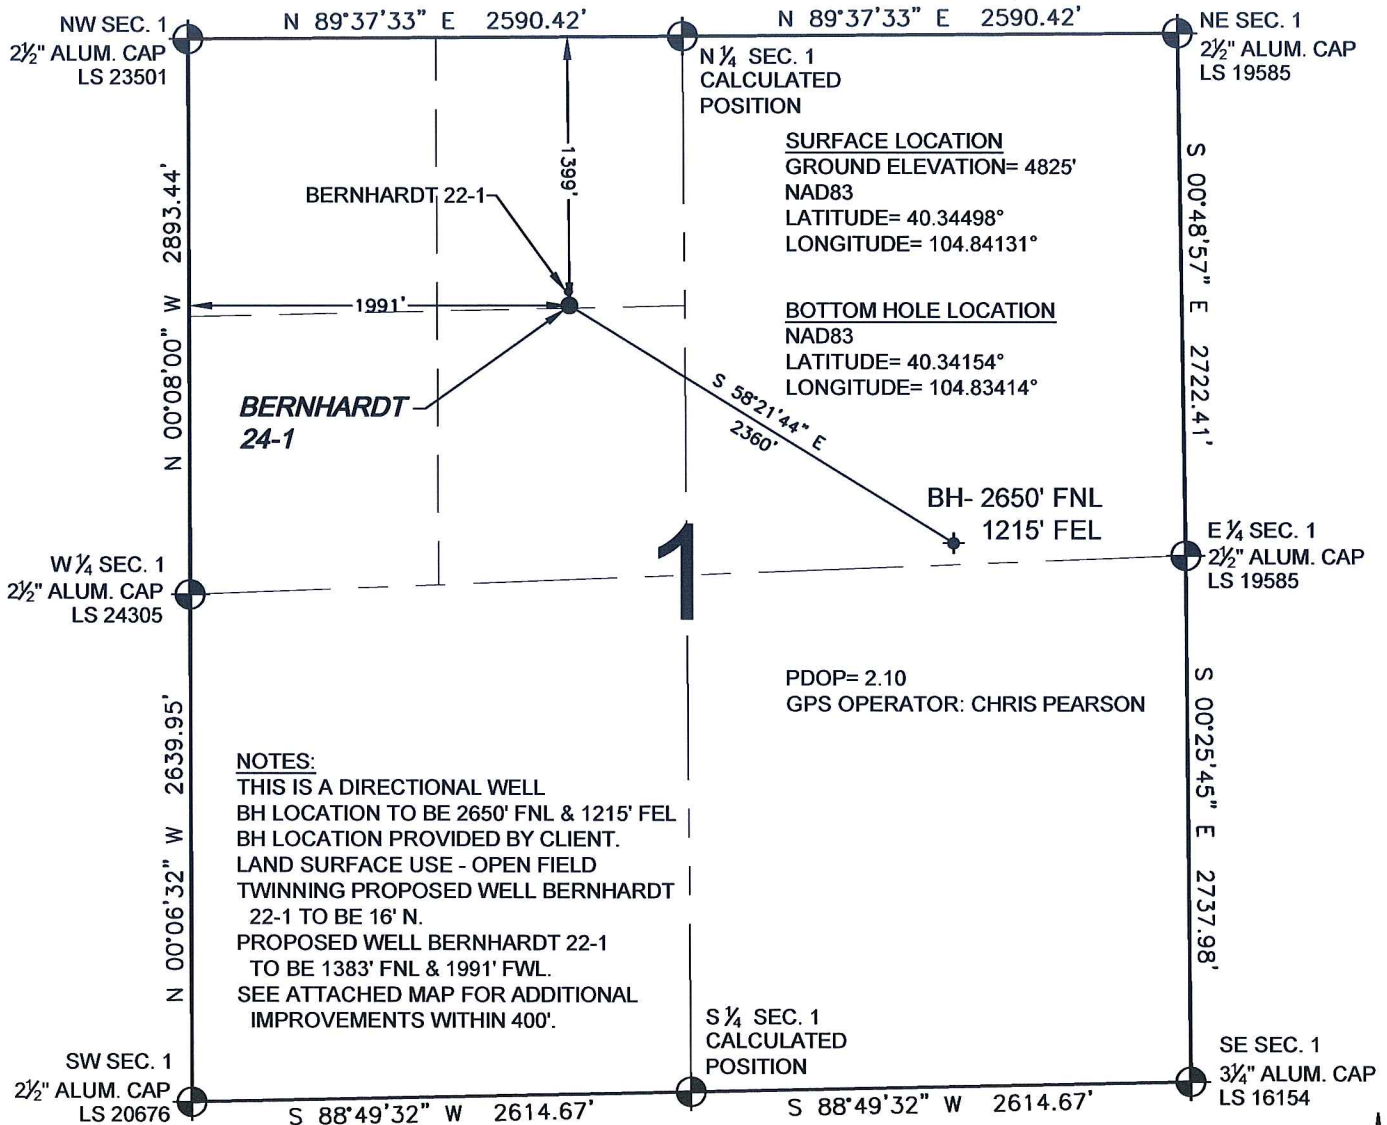 NW SEC. 1
2½" ALUM. CAP
LS 23501
N 89°37'33" E 2590.42'
N 89°37'33" E 2590.42'
NE SEC. 1
2½" ALUM. CAP
LS 19585
N ¼ SEC. 1
CALCULATED
POSITION
SURFACE LOCATION
GROUND ELEVATION= 4825'
NAD83
LATITUDE= 40.34498°
LONGITUDE= 104.84131°
1399'
BERNHARDT 22-1
N 00°08'00" W 2893.44'
S 00°48'57" E 2722.41'
1991'
BOTTOM HOLE LOCATION
NAD83
LATITUDE= 40.34154°
LONGITUDE= 104.83414°
BERNHARDT
24-1
S 58°21'44" E
2360'
BH- 2650' FNL
1215' FEL
W ¼ SEC. 1
2½" ALUM. CAP
LS 24305
1
E ¼ SEC. 1
2½" ALUM. CAP
LS 19585
PDOP= 2.10
GPS OPERATOR: CHRIS PEARSON
N 00°06'32" W 2639.95'
S 00°25'45" E 2737.98'
NOTES:
THIS IS A DIRECTIONAL WELL
BH LOCATION TO BE 2650' FNL & 1215' FEL
BH LOCATION PROVIDED BY CLIENT.
LAND SURFACE USE - OPEN FIELD
TWINNING PROPOSED WELL BERNHARDT
22-1 TO BE 16' N.
PROPOSED WELL BERNHARDT 22-1
TO BE 1383' FNL & 1991' FWL.
SEE ATTACHED MAP FOR ADDITIONAL
IMPROVEMENTS WITHIN 400'.
S ¼ SEC. 1
CALCULATED
POSITION
SW SEC. 1
2½" ALUM. CAP
LS 20676
S 88°49'32" W 2614.67'
S 88°49'32" W 2614.67'
SE SEC. 1
3¼" ALUM. CAP
LS 16154